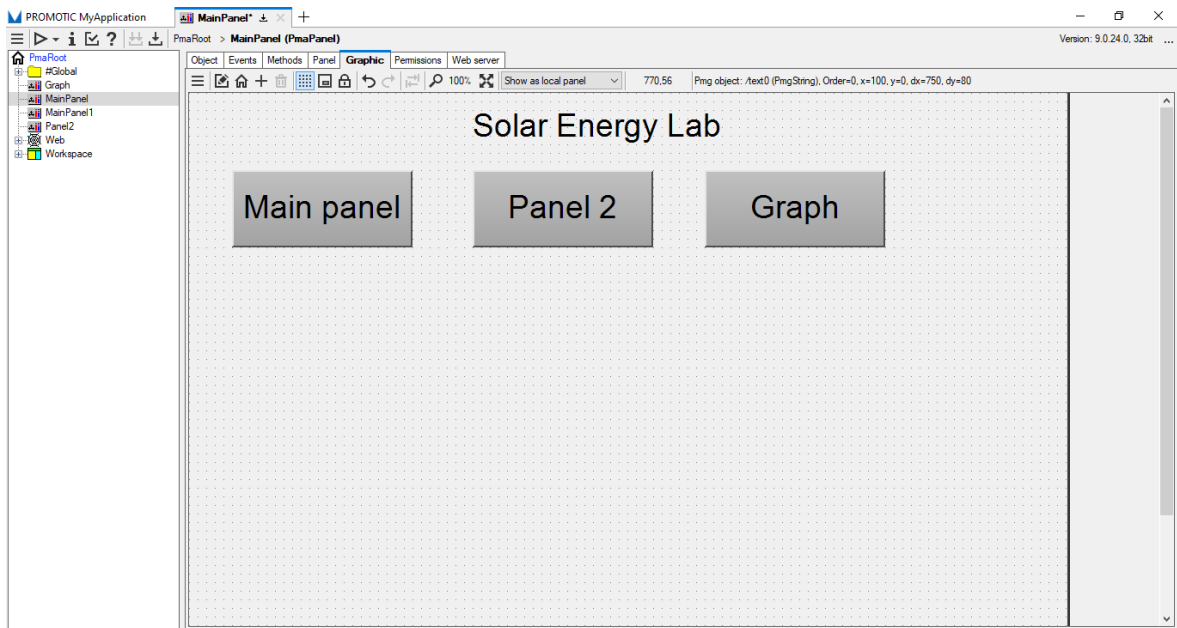 PROMOTIC MyApplication
MainPanel*
PmaRoot > MainPanel (PmaPanel)
Version: 9.0.24.0, 32bit ...
PmaRoot
#Global
Graph
MainPanel
MainPanel1
Panel2
Web
Workspace
Object Events Methods Panel Graphic Permissions Web server
100% Show as local panel 770,56 Pmg object: /text0 (PmgString), Order=0, x=100, y=0, dx=750, dy=80
Solar Energy Lab
Main panel Panel 2 Graph